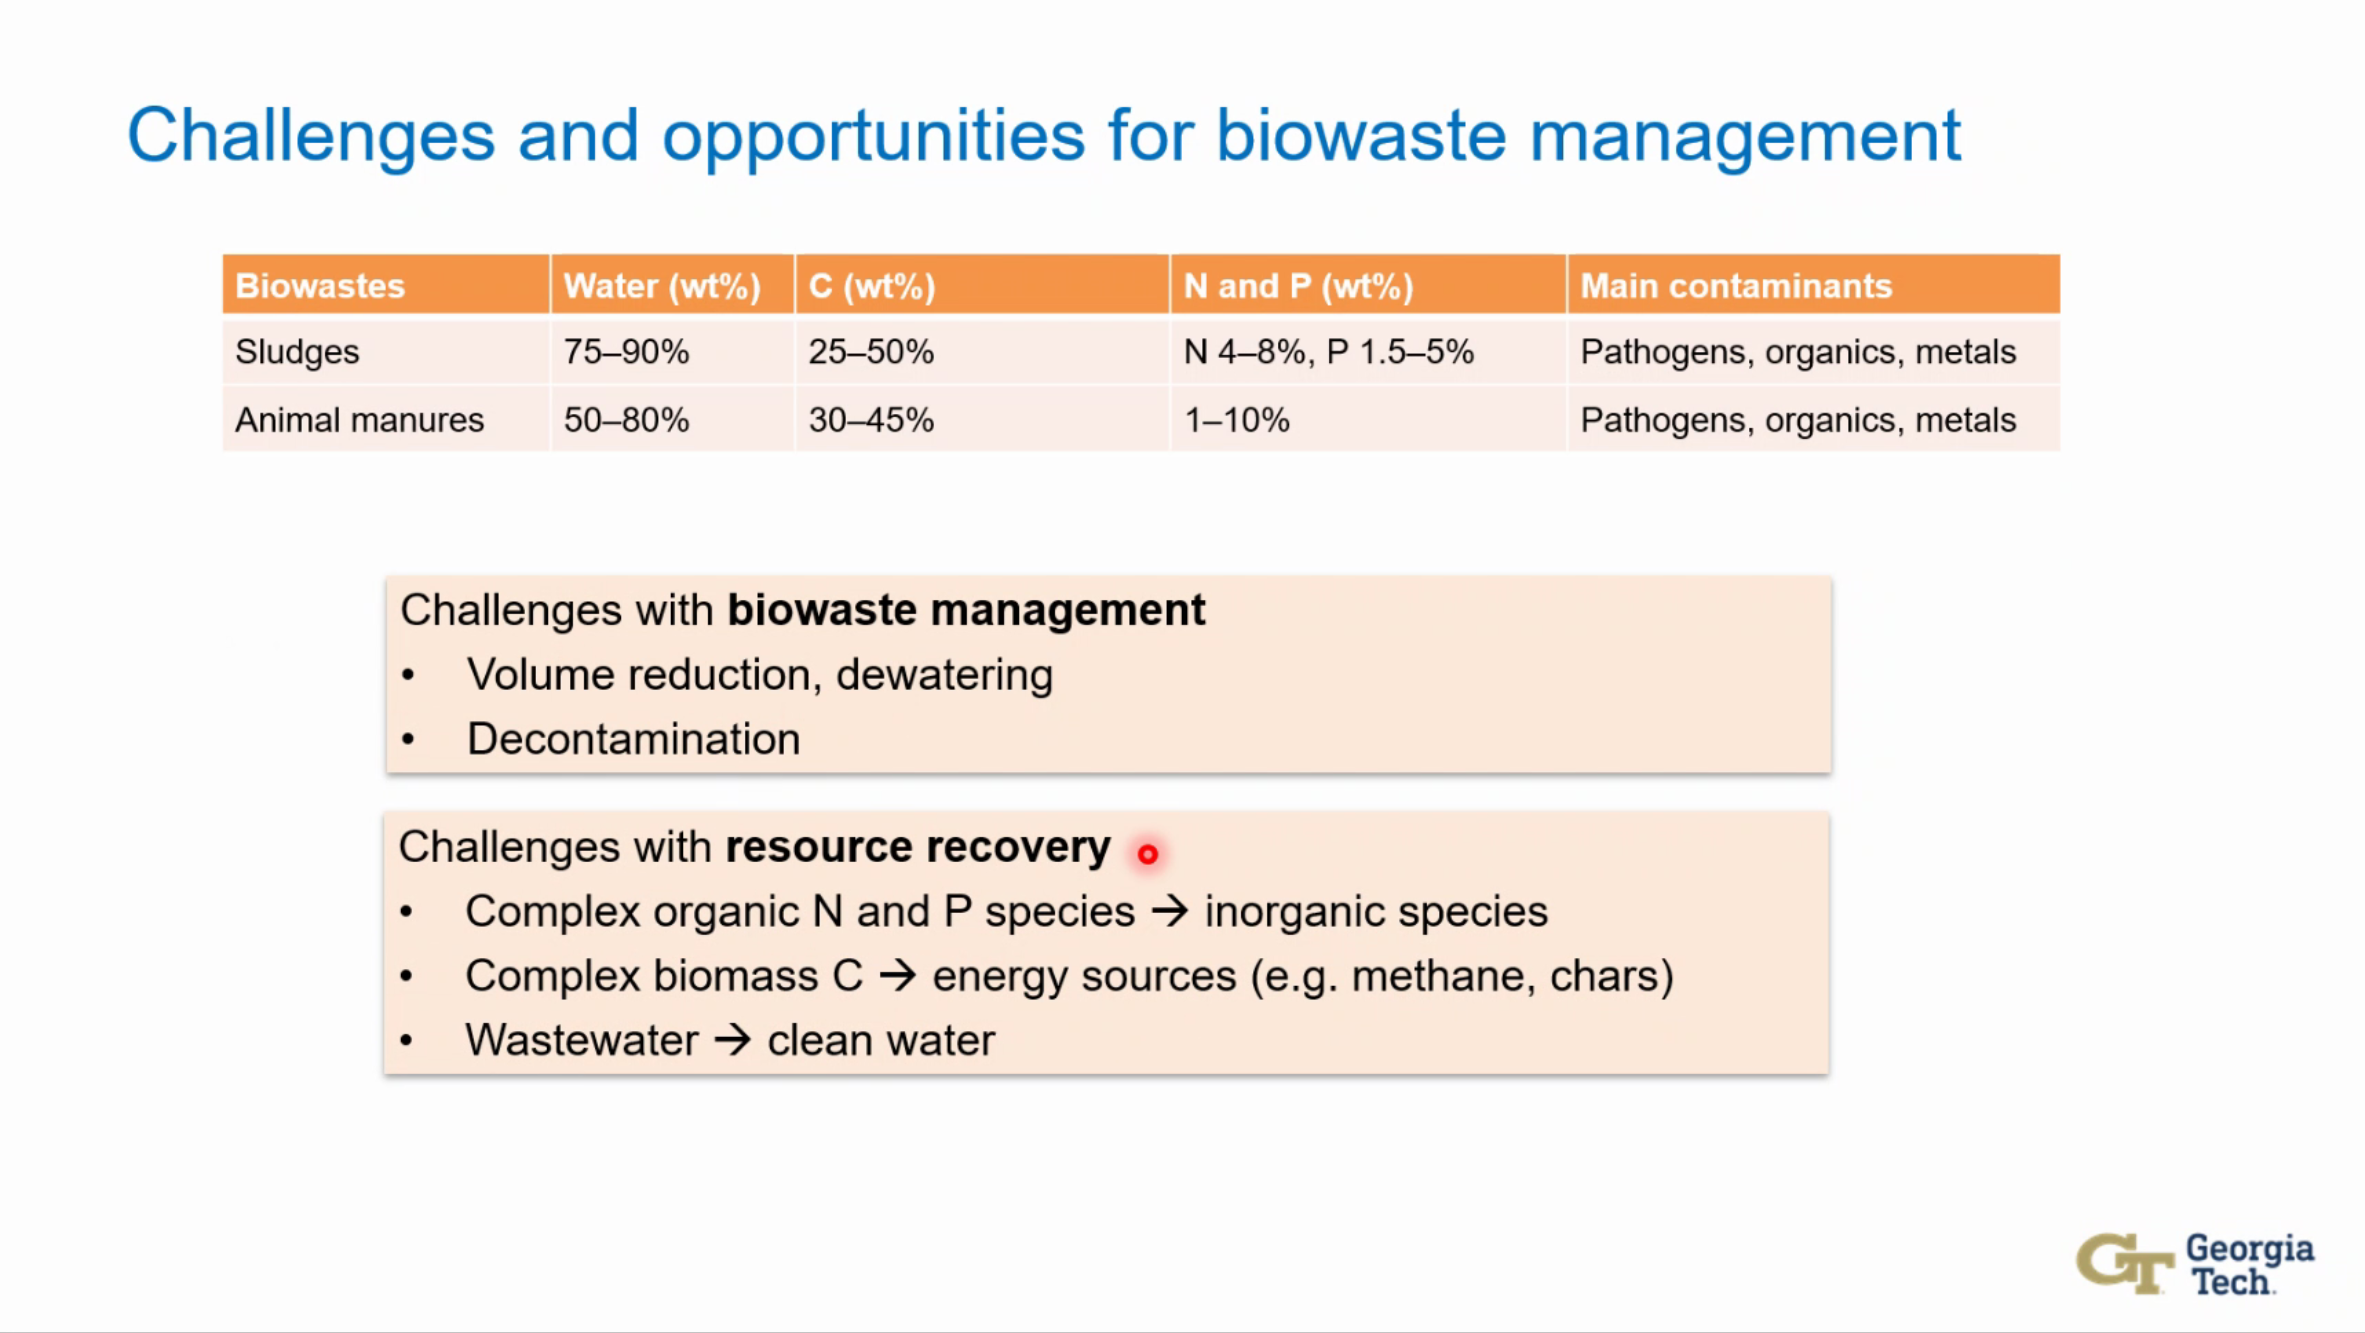 Challenges and opportunities for biowaste management
Biowastes Water (wt%) C (wt%) N and P (wt%) Main contaminants
Sludges 75–90% 25–50% N 4–8%, P 1.5–5% Pathogens, organics, metals
Animal manures 50–80% 30–45% 1–10% Pathogens, organics, metals
Challenges with biowaste management
• Volume reduction, dewatering
• Decontamination
Challenges with resource recovery
• Complex organic N and P species → inorganic species
• Complex biomass C → energy sources (e.g. methane, chars)
• Wastewater → clean water
GT Georgia
Tech.